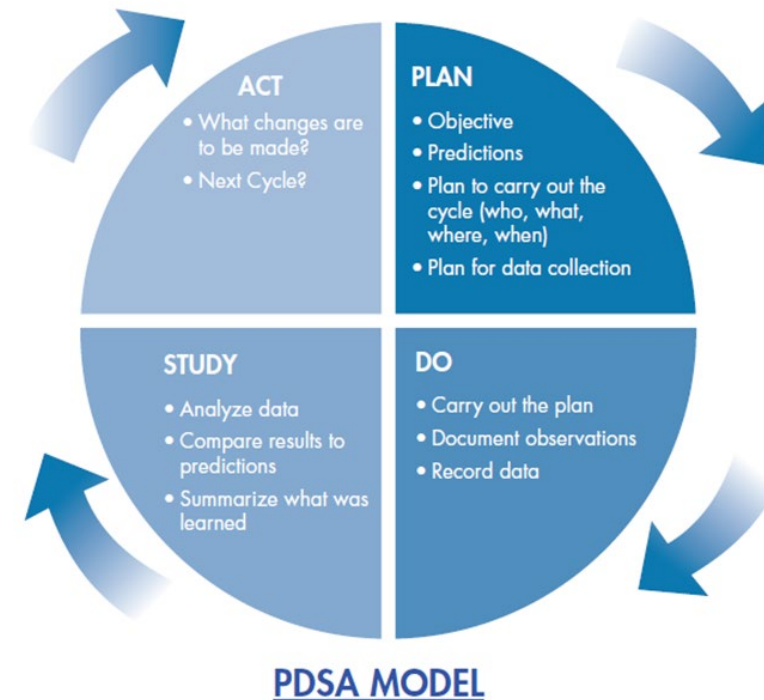 ACT
• What changes are
to be made?
• Next Cycle?
PLAN
• Objective
• Predictions
• Plan to carry out the
cycle (who, what,
where, when)
• Plan for data collection
STUDY
• Analyze data
• Compare results to
predictions
• Summarize what was
learned
DO
• Carry out the plan
• Document observations
• Record data
PDSA MODEL